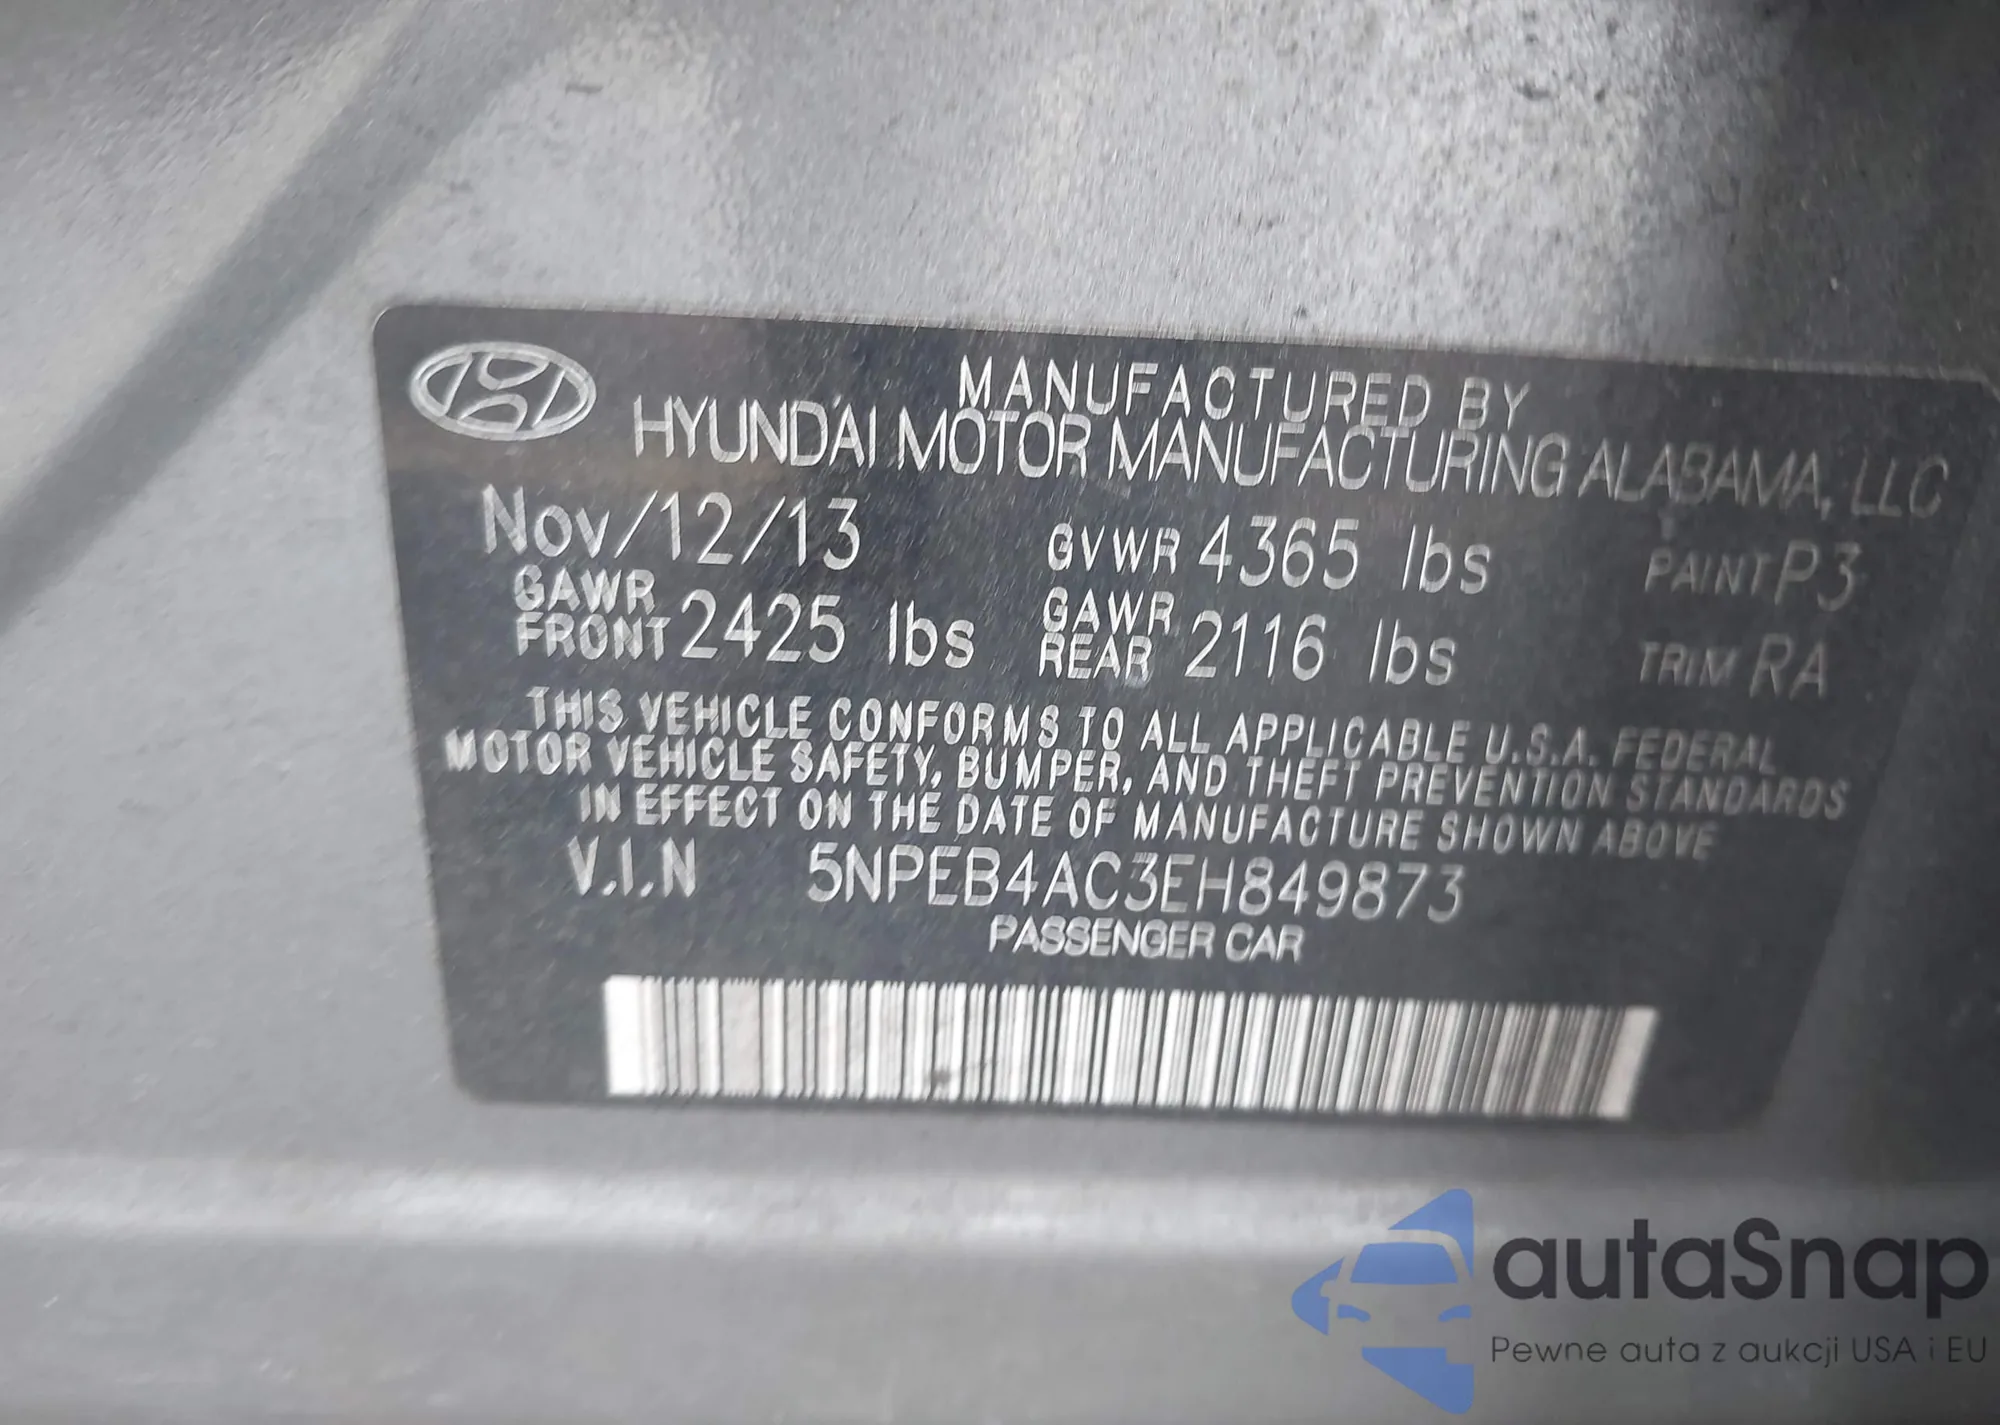 MANUFACTURED BY
HYUNDAI MOTOR MANUFACTURING ALABAMA, LLC
Nov/12/13 GVWR 4365 lbs PAINT P3
GAWR FRONT 2425 lbs GAWR REAR 2116 lbs TRIM RA
THIS VEHICLE CONFORMS TO ALL APPLICABLE U.S.A. FEDERAL
MOTOR VEHICLE SAFETY, BUMPER, AND THEFT PREVENTION STANDARDS
IN EFFECT ON THE DATE OF MANUFACTURE SHOWN ABOVE
V.I.N 5NPEB4AC3EH849873
PASSENGER CAR
autaSnap
Pewne auta z aukcji USA i EU